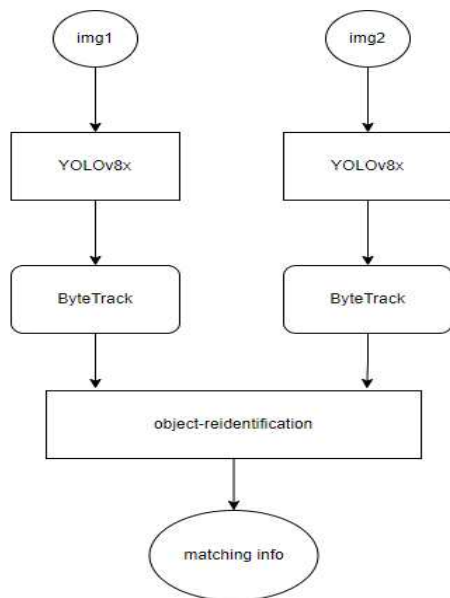 img1
img2
YOLOv8x
YOLOv8x
ByteTrack
ByteTrack
object-reidentification
matching info